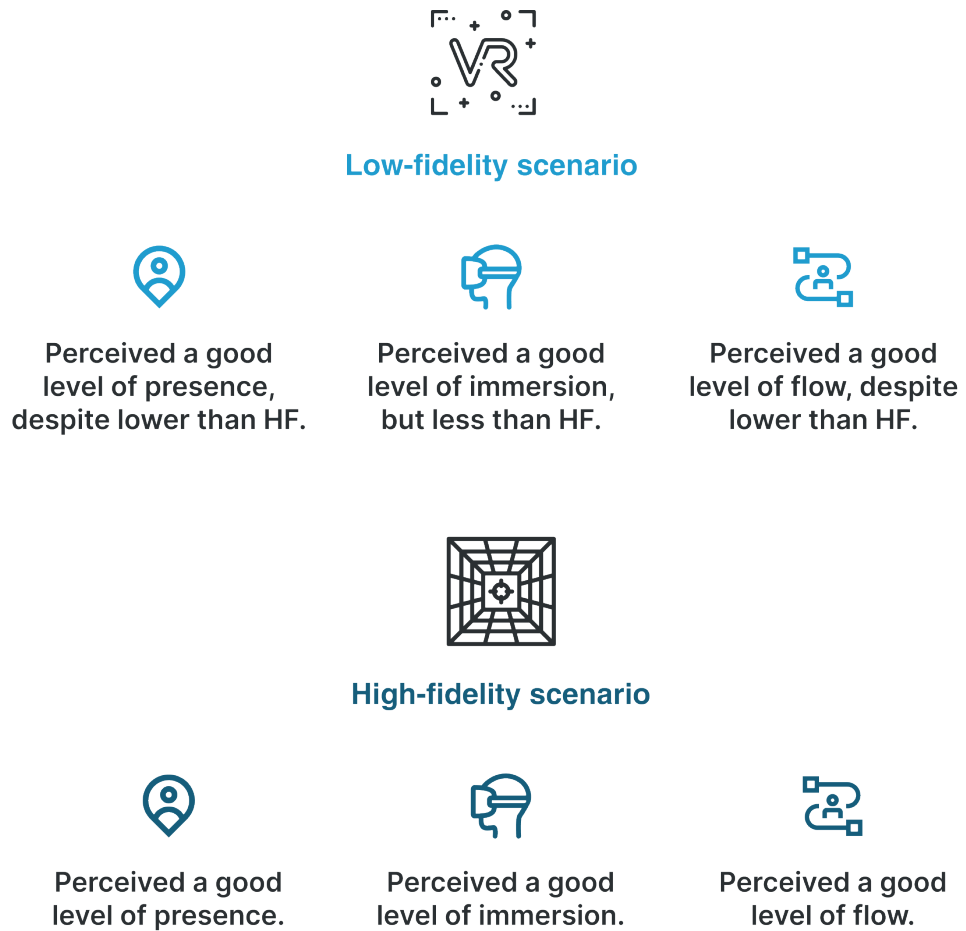 VR
Low-fidelity scenario
Perceived a good
level of presence,
despite lower than HF.
Perceived a good
level of immersion,
but less than HF.
Perceived a good
level of flow, despite
lower than HF.
High-fidelity scenario
Perceived a good
level of presence.
Perceived a good
level of immersion.
Perceived a good
level of flow.